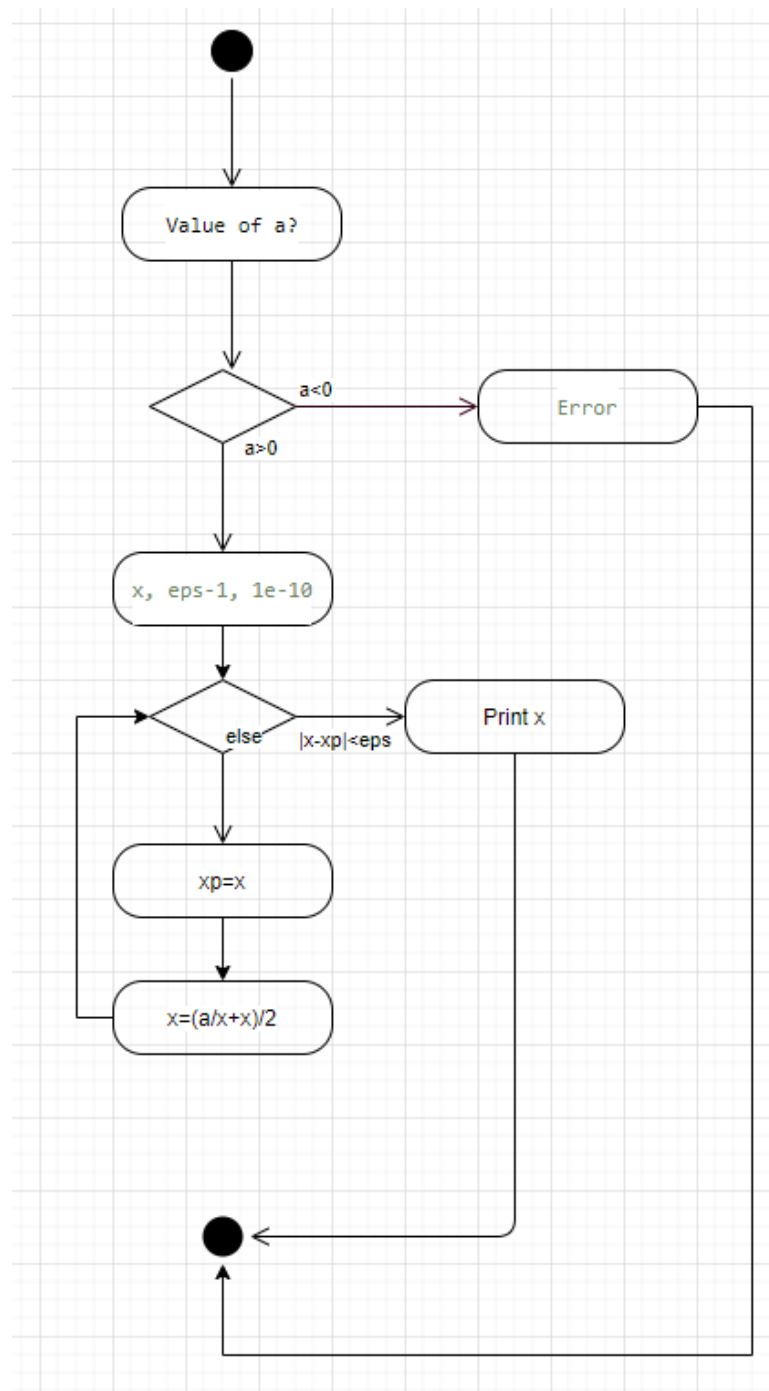 Value of a?
a<0
Error
a>0
x, eps-1, 1e-10
else
|x-xp|<eps
Print x
xp=x
x=(a/x+x)/2